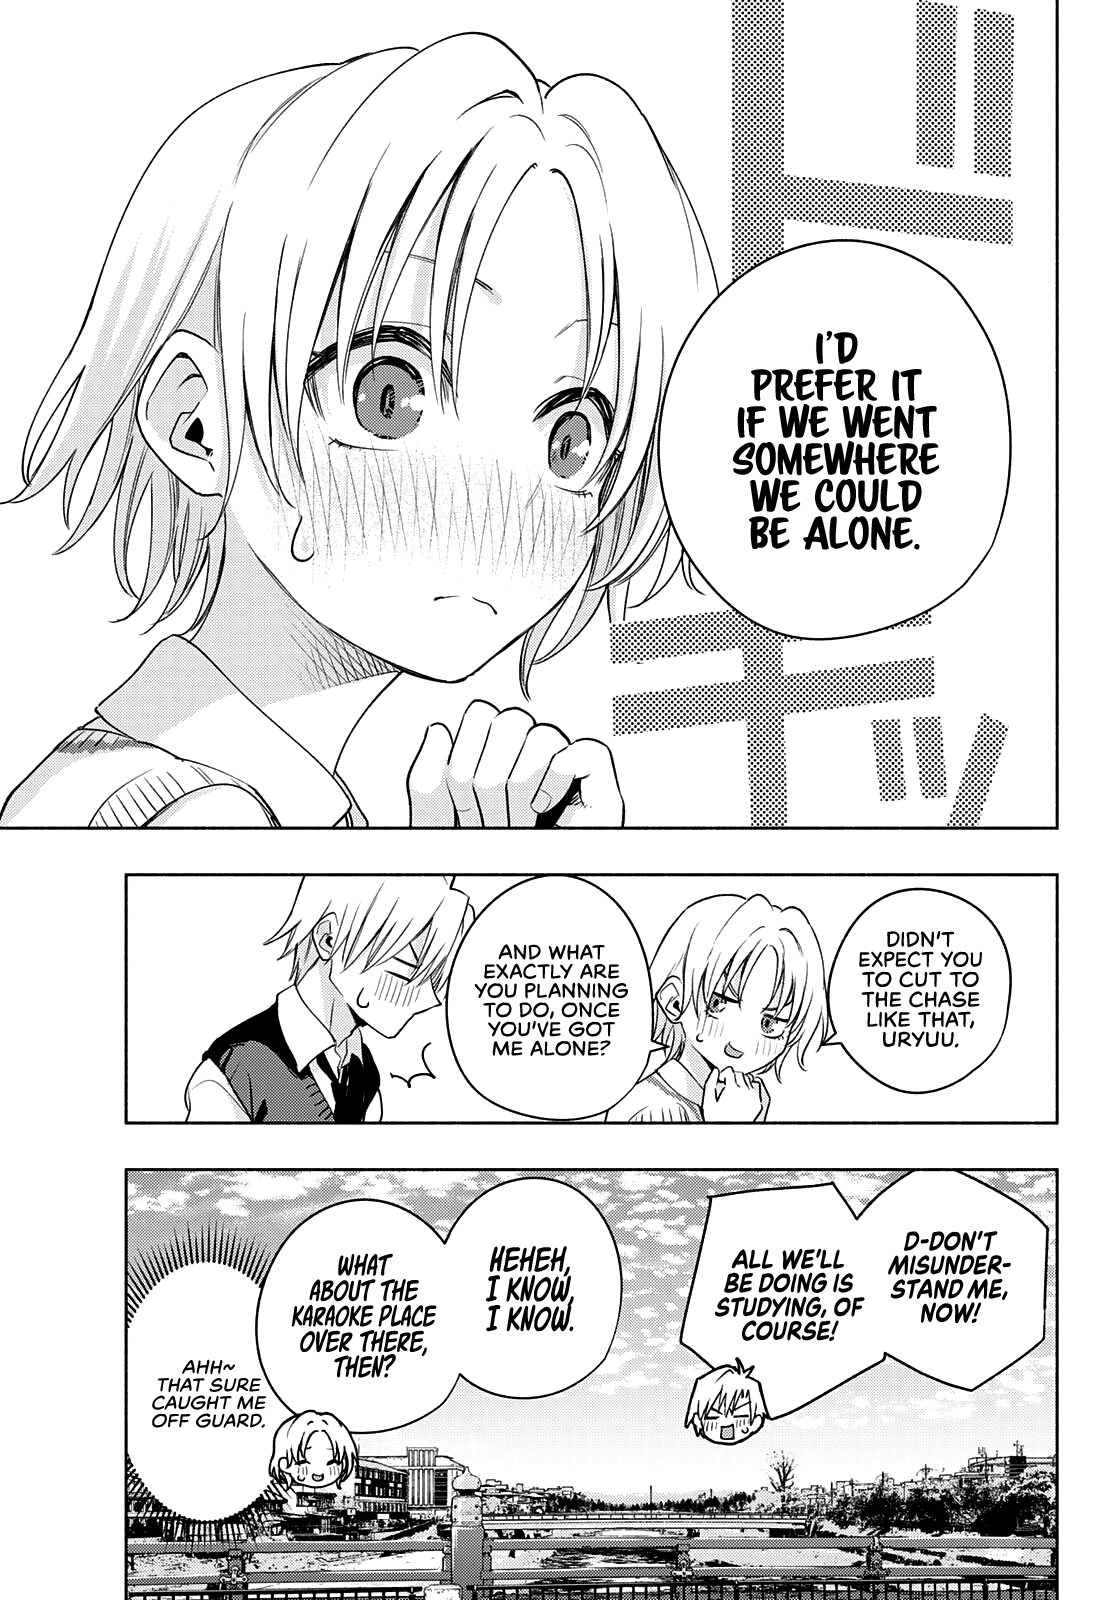 I'D
PREFER IT
IF WE WENT
SOMEWHERE
WE COULD
BE ALONE.
DIDN'T
EXPECT YOU
TO CUT TO
THE CHASE
LIKE THAT,
URYUU.
AND WHAT
EXACTLY ARE
YOU PLANNING
TO DO, ONCE
YOU'VE GOT
ME ALONE?
D-DON'T
MISUNDER-
STAND ME,
NOW!
ALL WE'LL
BE DOING IS
STUDYING, OF
COURSE!
HEHEH,
I KNOW,
I KNOW.
WHAT
ABOUT THE
KARAOKE PLACE
OVER THERE,
THEN?
AHH~
THAT SURE
CAUGHT ME
OFF GUARD.